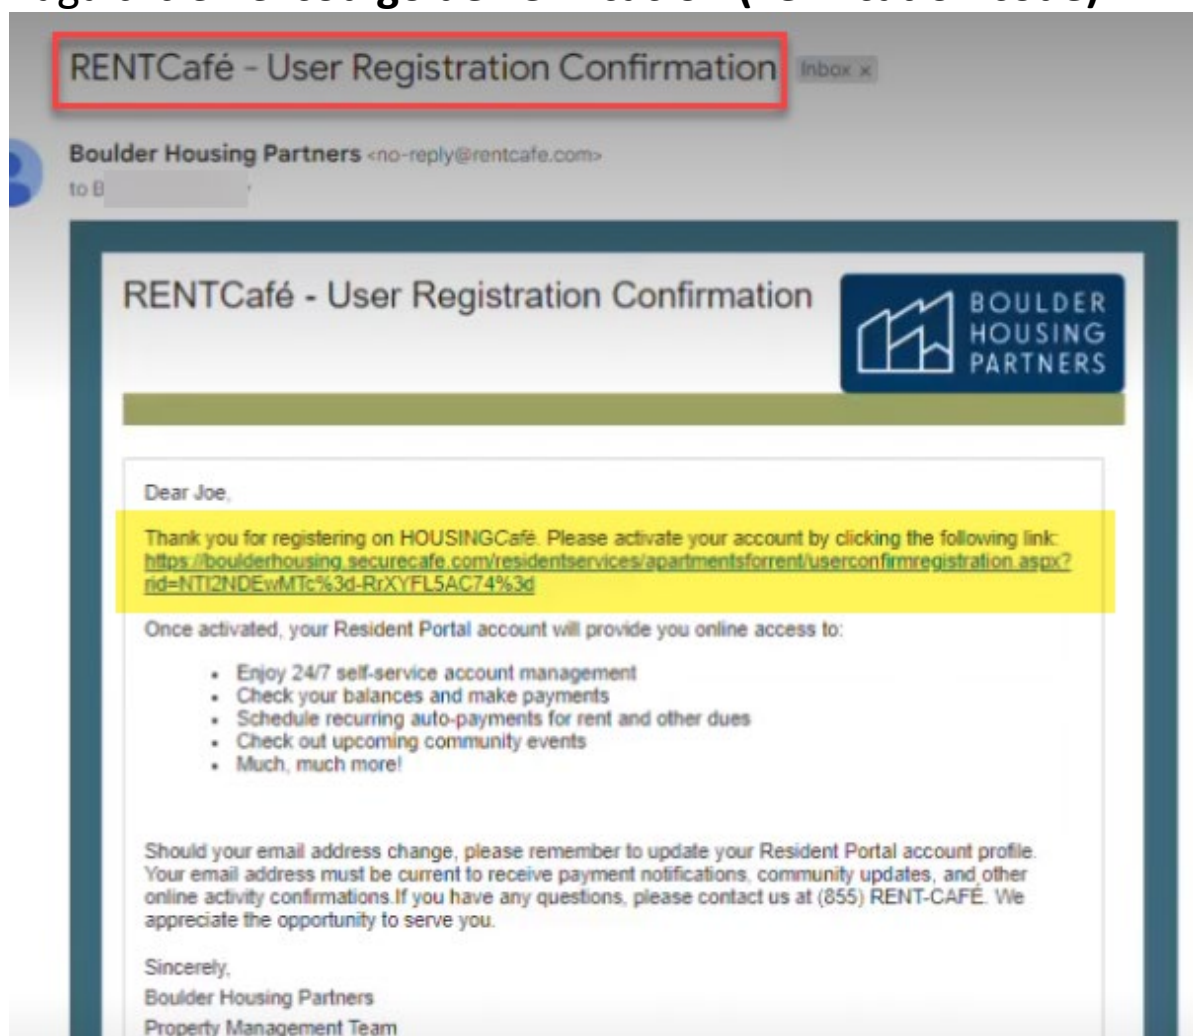 RENTCafé - User Registration Confirmation Inbox x
Boulder Housing Partners <no-reply@rentcafe.com>
to B
RENTCafé - User Registration Confirmation
BOULDER
HOUSING
PARTNERS
Dear Joe,
Thank you for registering on HOUSINGCafé. Please activate your account by clicking the following link:
https://boulderhousing.securecafe.com/residentservices/apartmentsforrent/userconfirmregistration.aspx?
rid=NTI2NDEwMTc%3d-RrXYFL5AC74%3d
Once activated, your Resident Portal account will provide you online access to:
• Enjoy 24/7 self-service account management
• Check your balances and make payments
• Schedule recurring auto-payments for rent and other dues
• Check out upcoming community events
• Much, much more!
Should your email address change, please remember to update your Resident Portal account profile.
Your email address must be current to receive payment notifications, community updates, and other
online activity confirmations.If you have any questions, please contact us at (855) RENT-CAFÉ. We
appreciate the opportunity to serve you.
Sincerely,
Boulder Housing Partners
Property Management Team